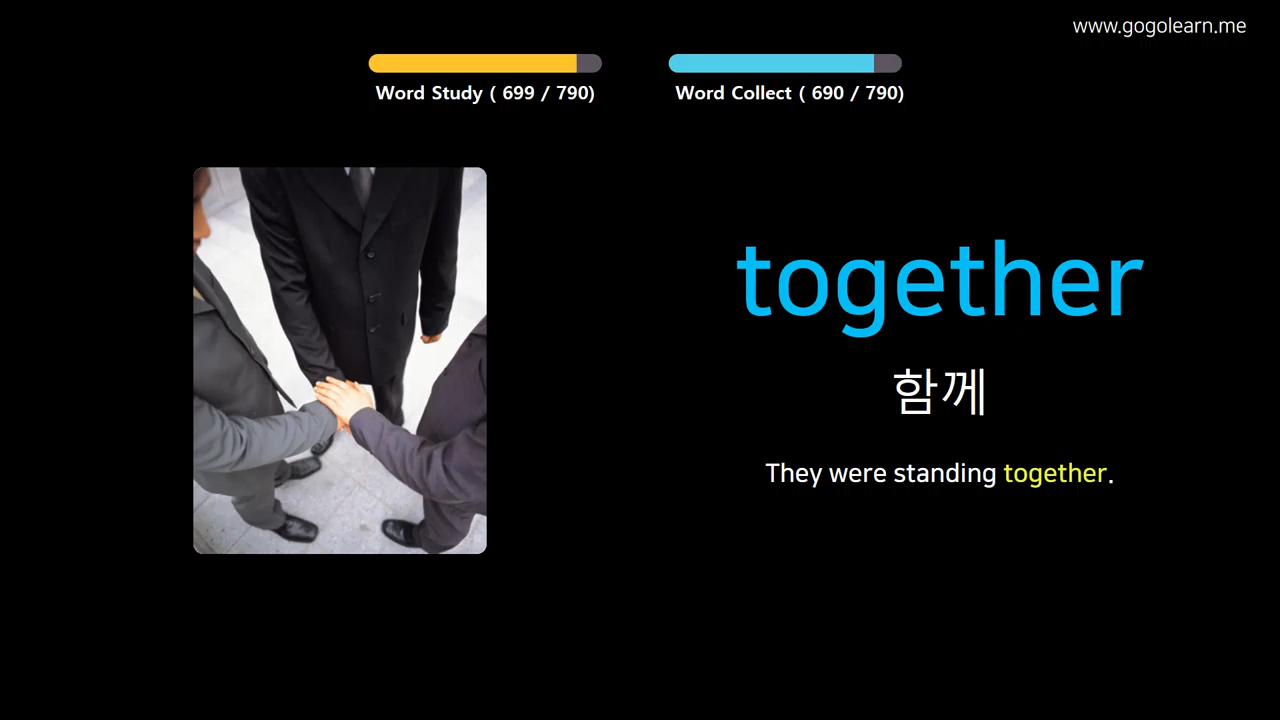 www.gogolearn.me
Word Study ( 699 / 790)
Word Collect ( 690 / 790)
together
함께
They were standing together.